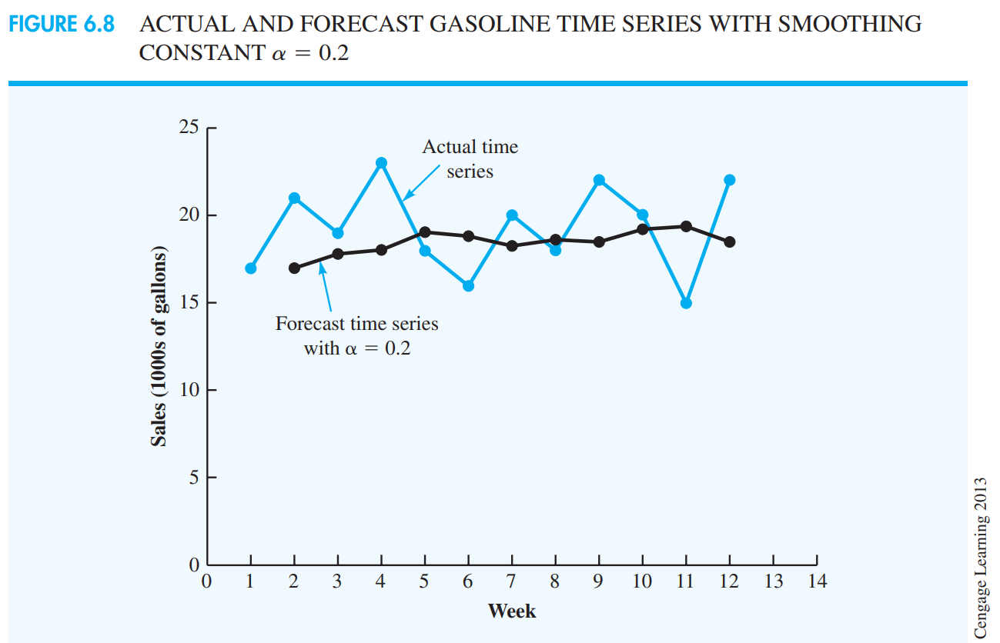 FIGURE 6.8 ACTUAL AND FORECAST GASOLINE TIME SERIES WITH SMOOTHING
CONSTANT α = 0.2
25
Actual time
series
20
15
Forecast time series
with α = 0.2
10
5
0
Sales (1000s of gallons)
0 1 2 3 4 5 6 7 8 9 10 11 12 13 14
Week
Cengage Learning 2013